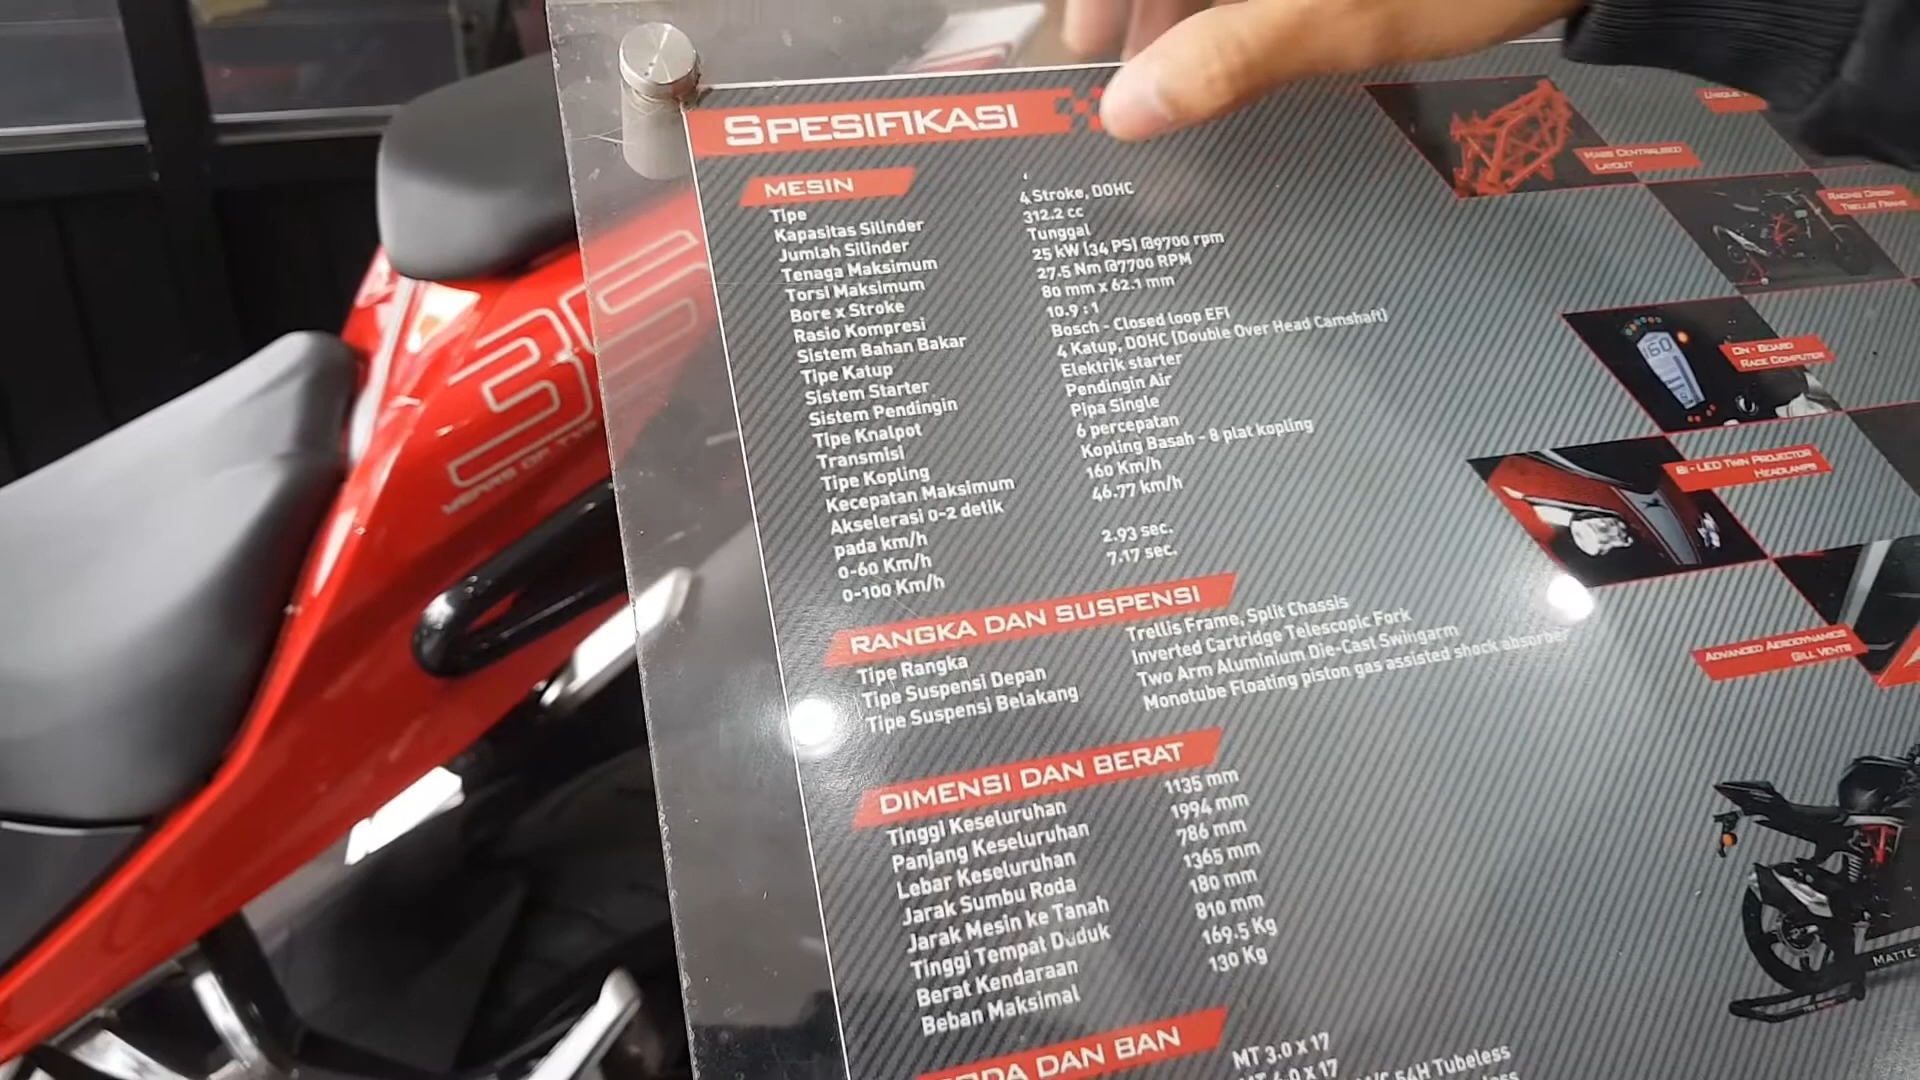 SPESIFIKASI
MESIN
Tipe 4 Stroke, DOHC
Kapasitas Silinder 312.2 cc
Jumlah Silinder Tunggal
Tenaga Maksimum 25 kW (34 PS) @9700 rpm
Torsi Maksimum 27.5 Nm @7700 RPM
Bore x Stroke 80 mm x 62.1 mm
Rasio Kompresi 10.9 : 1
Sistem Bahan Bakar Bosch - Closed loop EFI
Tipe Katup 4 Katup, DOHC (Double Over Head Camshaft)
Sistem Starter Elektrik starter
Sistem Pendingin Pendingin Air
Tipe Knalpot Pipa Single
Transmisi 6 percepatan
Tipe Kopling Kopling Basah - 8 plat kopling
Kecepatan Maksimum 160 Km/h
Akselerasi 0-2 detik 46.77 km/h
pada km/h
0-60 Km/h 2.93 sec.
0-100 Km/h 7.17 sec.
RANGKA DAN SUSPENSI
Tipe Rangka Trellis Frame, Split Chassis
Tipe Suspensi Depan Inverted Cartridge Telescopic Fork
Tipe Suspensi Belakang Two Arm Aluminium Die-Cast Swingarm
Monotube Floating piston gas assisted shock absorber
DIMENSI DAN BERAT
Tinggi Keseluruhan 1135 mm
Panjang Keseluruhan 1994 mm
Lebar Keseluruhan 786 mm
Jarak Sumbu Roda 1365 mm
Jarak Mesin ke Tanah 180 mm
Tinggi Tempat Duduk 810 mm
Berat Kendaraan 169.5 Kg
Beban Maksimal 130 Kg
DAN BAN
MT 3.0 x 17
MT 4.0 x 17
54H Tubeless
MASS CENTRALISED
LAYOUT
RACING DESIGN
TRELLIS FRAME
160
ON - BOARD
RACE COMPUTER
BI - LED TWIN PROJECTOR
HEADLAMPS
ADVANCED AERODYNAMICS
GILL VENTS
MATTE
35